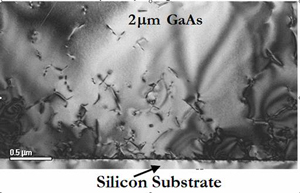 2μm GaAs
0.5 μm
Silicon Substrate